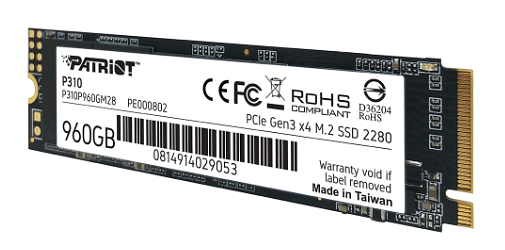 PATRIOT
P310
P310P960GM28 PE000802
CE FC RoHS
COMPLIANT
D36204
RoHS
PCIe Gen3 x4 M.2 SSD 2280
960GB
0814914029053
Warranty void if
label removed
Made in Taiwan